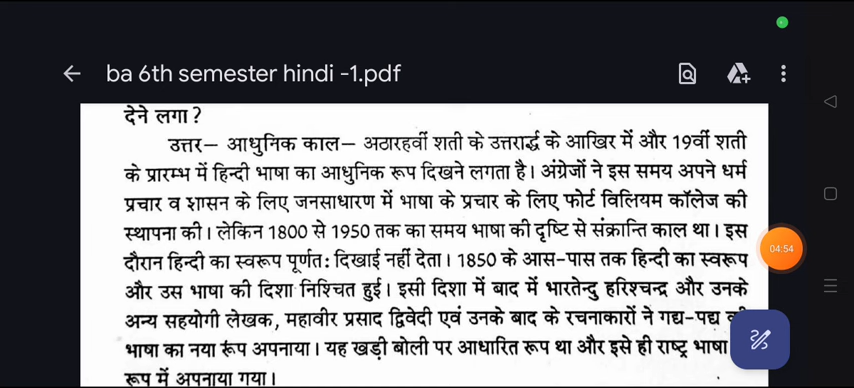 ba 6th semester hindi -1.pdf
देने लगा?
उत्तर– आधुनिक काल– अठारहवीं शती के उत्तरार्द्ध के आखिर में और 19वीं शती
के प्रारम्भ में हिन्दी भाषा का आधुनिक रूप दिखने लगता है। अंग्रेजों ने इस समय अपने धर्म
प्रचार व शासन के लिए जनसाधारण में भाषा के प्रचार के लिए फोर्ट विलियम कॉलेज की
स्थापना की। लेकिन 1800 से 1950 तक का समय भाषा की दृष्टि से संक्रान्ति काल था। इस
04:54
दौरान हिन्दी का स्वरूप पूर्णत: दिखाई नहीं देता। 1850 के आस-पास तक हिन्दी का स्वरूप
और उस भाषा की दिशा निश्चित हुई। इसी दिशा में बाद में भारतेन्दु हरिश्चन्द्र और उनके
अन्य सहयोगी लेखक, महावीर प्रसाद द्विवेदी एवं उनके बाद के रचनाकारों ने गद्य-पद्य
भाषा का नया रूप अपनाया। यह खड़ी बोली पर आधारित रूप था और इसे ही राष्ट्र भाषा
रूप में अपनाया गया।